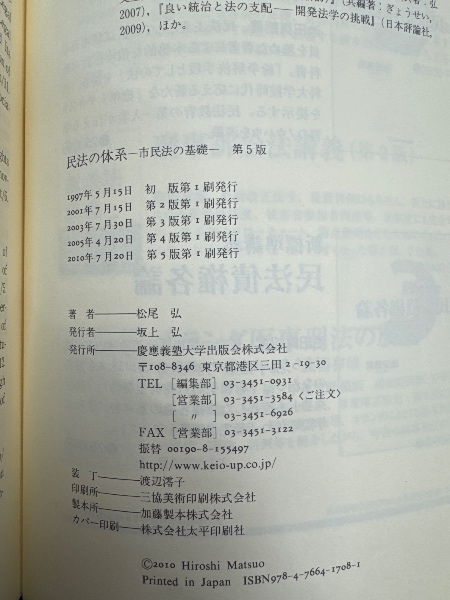 2007),『良い統治と法の支配——開発法学の挑戦』(日本評論社,
2009), ほか。
民法の体系—市民法の基礎— 第5版
1997年5月15日 初 版第1刷発行
2001年7月15日 第2版第1刷発行
2003年7月30日 第3版第1刷発行
2005年4月20日 第4版第1刷発行
2010年7月20日 第5版第1刷発行
著 者———松尾 弘
発行者———坂上 弘
発行所———慶應義塾大学出版会株式会社
〒108-8346 東京都港区三田2-19-30
TEL [編集部] 03-3451-0931
[営業部] 03-3451-3584〈ご注文〉
[ 〃 ] 03-3451-6926
FAX [営業部] 03-3451-3122
振替 00190-8-155497
http://www.keio-up.co.jp/
装 丁———渡辺澪子
印刷所———三協美術印刷株式会社
製本所———加藤製本株式会社
カバー印刷——株式会社太平印刷社
©2010 Hiroshi Matsuo
Printed in Japan ISBN978-4-7664-1708-1